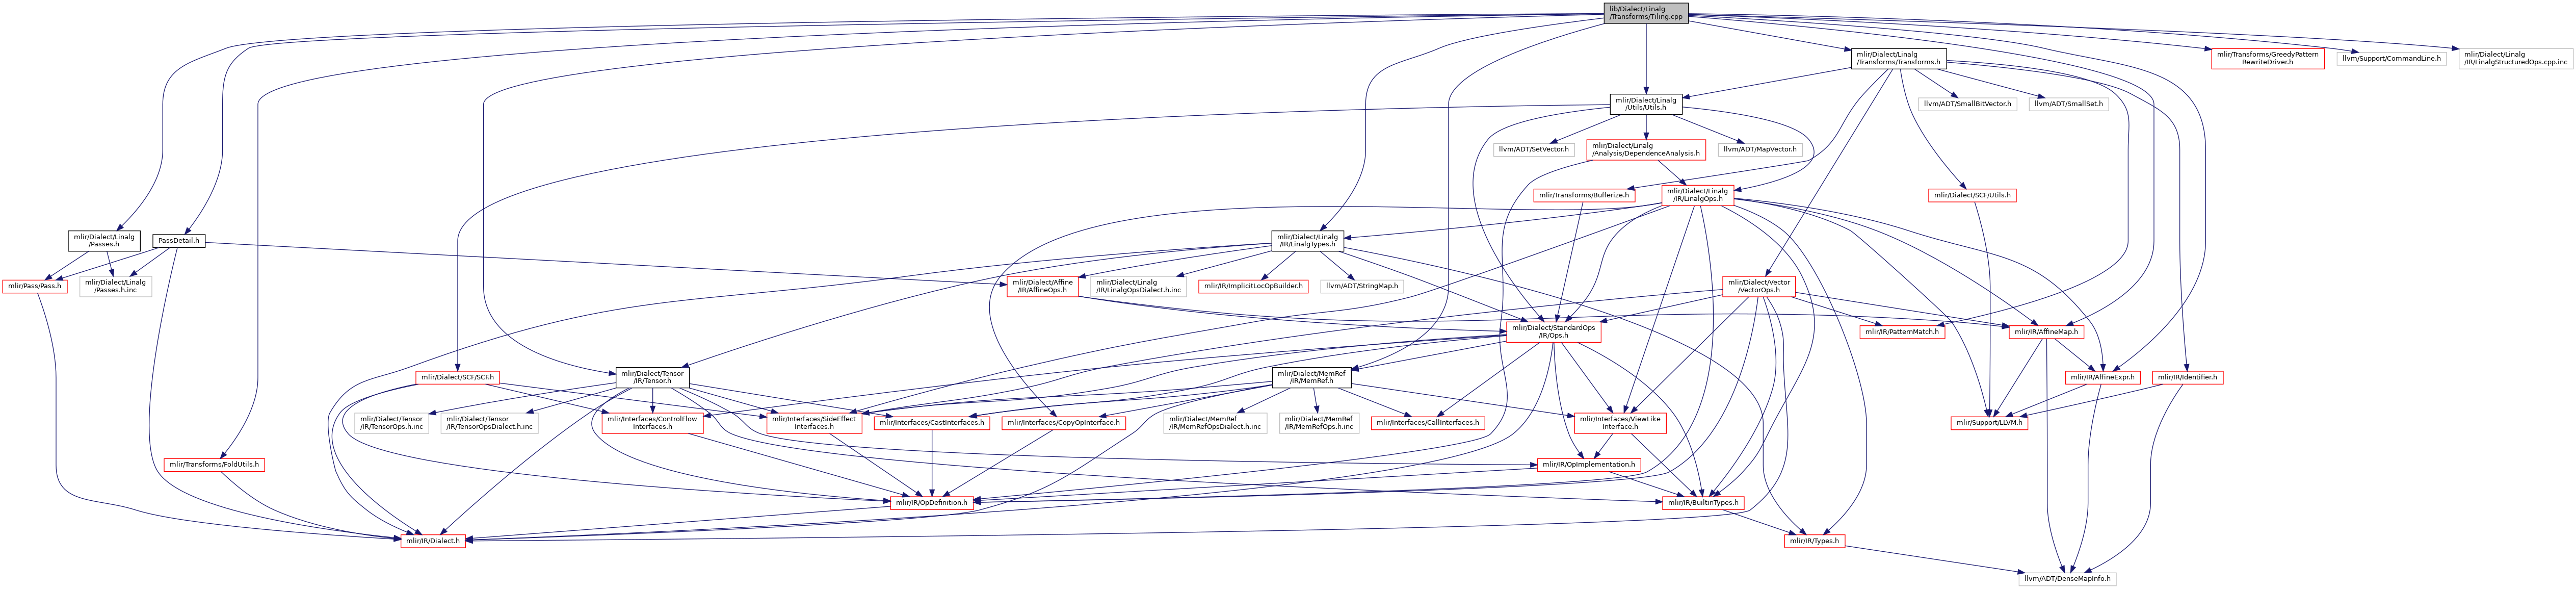 lib/Dialect/Linalg
/Transforms/Tiling.cpp
mlir/Dialect/Linalg
/Transforms/Transforms.h
mlir/Transforms/GreedyPattern
RewriteDriver.h
llvm/Support/CommandLine.h
mlir/Dialect/Linalg
/IR/LinalgStructuredOps.cpp.inc
mlir/Dialect/Linalg
/Utils/Utils.h
llvm/ADT/SmallBitVector.h
llvm/ADT/SmallSet.h
llvm/ADT/SetVector.h
mlir/Dialect/Linalg
/Analysis/DependenceAnalysis.h
llvm/ADT/MapVector.h
mlir/Transforms/Bufferize.h
mlir/Dialect/Linalg
/IR/LinalgOps.h
mlir/Dialect/SCF/Utils.h
mlir/Dialect/Linalg
/Passes.h
PassDetail.h
mlir/Dialect/Linalg
/IR/LinalgTypes.h
mlir/Pass/Pass.h
mlir/Dialect/Linalg
/Passes.h.inc
mlir/Dialect/Affine
/IR/AffineOps.h
mlir/Dialect/Linalg
/IR/LinalgOpsDialect.h.inc
mlir/IR/ImplicitLocOpBuilder.h
llvm/ADT/StringMap.h
mlir/Dialect/Vector
/VectorOps.h
mlir/Dialect/StandardOps
/IR/Ops.h
mlir/IR/PatternMatch.h
mlir/IR/AffineMap.h
mlir/Dialect/SCF/SCF.h
mlir/Dialect/Tensor
/IR/Tensor.h
mlir/Dialect/MemRef
/IR/MemRef.h
mlir/IR/AffineExpr.h
mlir/IR/Identifier.h
mlir/Dialect/Tensor
/IR/TensorOps.h.inc
mlir/Dialect/Tensor
/IR/TensorOpsDialect.h.inc
mlir/Interfaces/ControlFlow
Interfaces.h
mlir/Interfaces/SideEffect
Interfaces.h
mlir/Interfaces/CastInterfaces.h
mlir/Interfaces/CopyOpInterface.h
mlir/Dialect/MemRef
/IR/MemRefOpsDialect.h.inc
mlir/Dialect/MemRef
/IR/MemRefOps.h.inc
mlir/Interfaces/CallInterfaces.h
mlir/Interfaces/ViewLike
Interface.h
mlir/Support/LLVM.h
mlir/Transforms/FoldUtils.h
mlir/IR/OpImplementation.h
mlir/IR/OpDefinition.h
mlir/IR/BuiltinTypes.h
mlir/IR/Dialect.h
mlir/IR/Types.h
llvm/ADT/DenseMapInfo.h